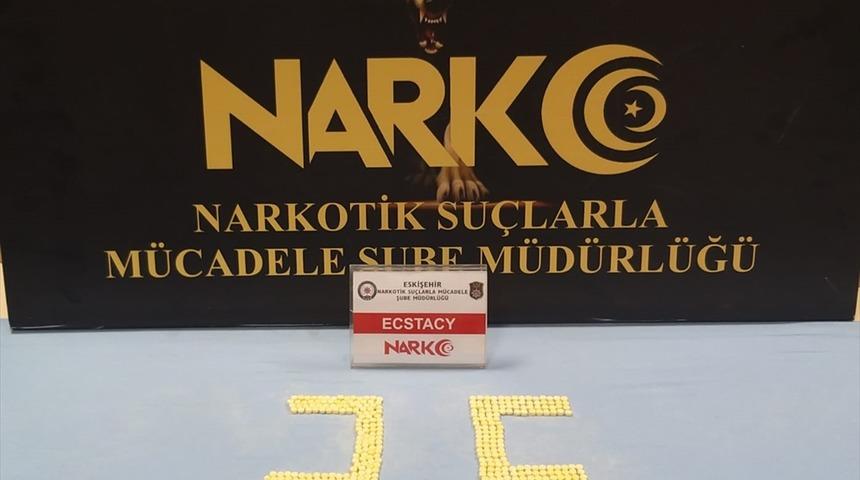 NARKO
NARKOTİK SUÇLARLA
MÜCADELE ŞUBE MÜDÜRLÜĞÜ
ESKİŞEHİR
NARKOTİK SUÇLARLA MÜCADELE
ŞUBE MÜDÜRLÜĞÜ
ECSTACY
NARKO